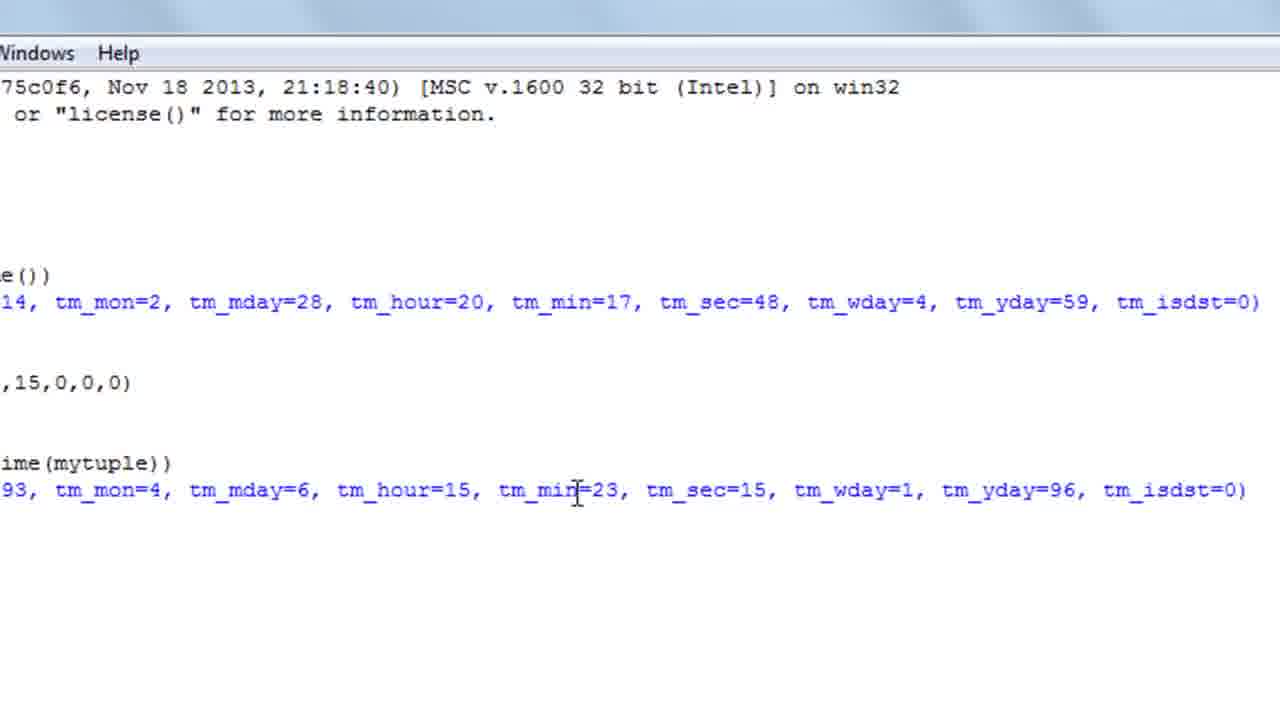 Windows Help
75c0f6, Nov 18 2013, 21:18:40) [MSC v.1600 32 bit (Intel)] on win32
or "license()" for more information.
e())
14, tm_mon=2, tm_mday=28, tm_hour=20, tm_min=17, tm_sec=48, tm_wday=4, tm_yday=59, tm_isdst=0)
,15,0,0,0)
ime(mytuple))
93, tm_mon=4, tm_mday=6, tm_hour=15, tm_min=23, tm_sec=15, tm_wday=1, tm_yday=96, tm_isdst=0)